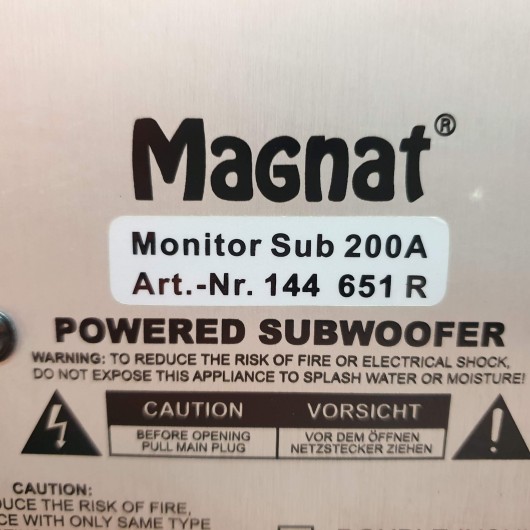 Magnat®
Monitor Sub 200A
Art.-Nr. 144 651 R
POWERED SUBWOOFER
WARNING: TO REDUCE THE RISK OF FIRE OR ELECTRICAL SHOCK,
DO NOT EXPOSE THIS APPLIANCE TO SPLASH WATER OR MOISTURE!
CAUTION
BEFORE OPENING
PULL MAIN PLUG
VORSICHT
VOR DEM ÖFFNEN
NETZSTECKER ZIEHEN
CAUTION:
THE RISK OF FIRE,
WITH ONLY SAME TYPE